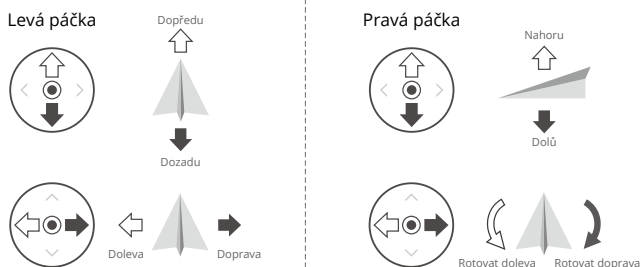 Levá páčka
Dopředu
Dozadu
Doleva
Doprava
Pravá páčka
Nahoru
Dolů
Rotovat doleva
Rotovat doprava